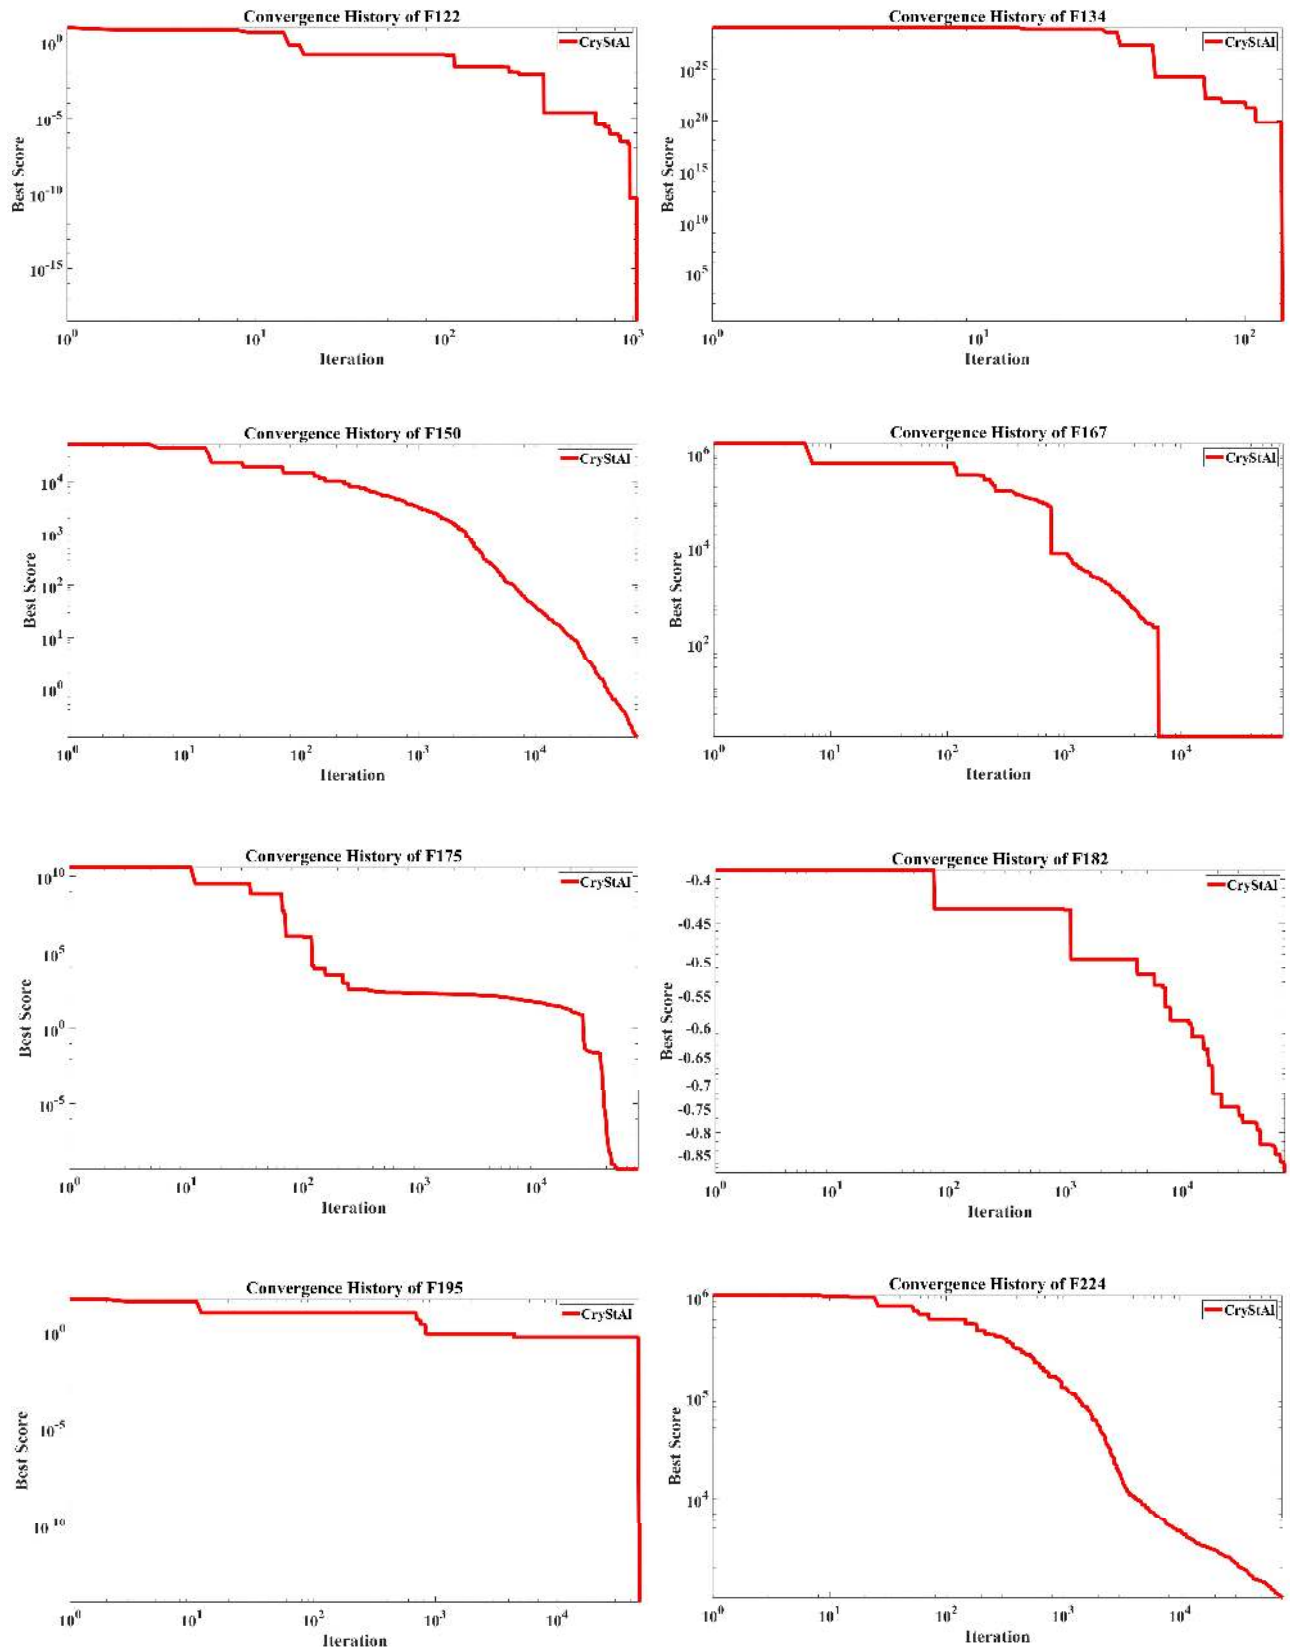 Convergence History of F122
CryStAl
10^0
10^-5
10^-10
10^-15
Best Score
10^0 10^1 10^2 10^3
Iteration
Convergence History of F134
CryStAl
10^25
10^20
10^15
10^10
10^5
Best Score
10^0 10^1 10^2
Iteration
Convergence History of F150
CryStAl
10^4
10^3
10^2
10^1
10^0
Best Score
10^0 10^1 10^2 10^3 10^4
Iteration
Convergence History of F167
CryStAl
10^6
10^4
10^2
Best Score
10^0 10^1 10^2 10^3 10^4
Iteration
Convergence History of F175
CryStAl
10^10
10^5
10^0
10^-5
Best Score
10^0 10^1 10^2 10^3 10^4
Iteration
Convergence History of F182
CryStAl
-0.4
-0.45
-0.5
-0.55
-0.6
-0.65
-0.7
-0.75
-0.8
-0.85
Best Score
10^0 10^1 10^2 10^3 10^4
Iteration
Convergence History of F195
CryStAl
10^0
10^-5
10^-10
Best Score
10^0 10^1 10^2 10^3 10^4
Iteration
Convergence History of F224
CryStAl
10^6
10^5
10^4
Best Score
10^0 10^1 10^2 10^3 10^4
Iteration